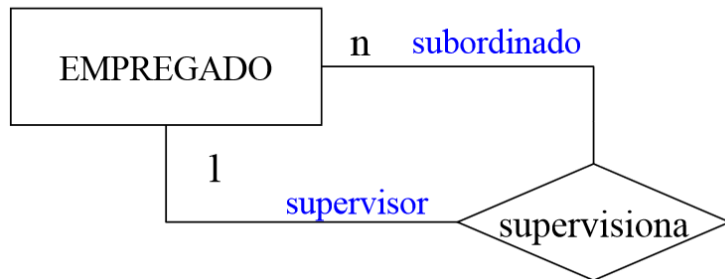 n
subordinado
EMPREGADO
1
supervisor
supervisiona